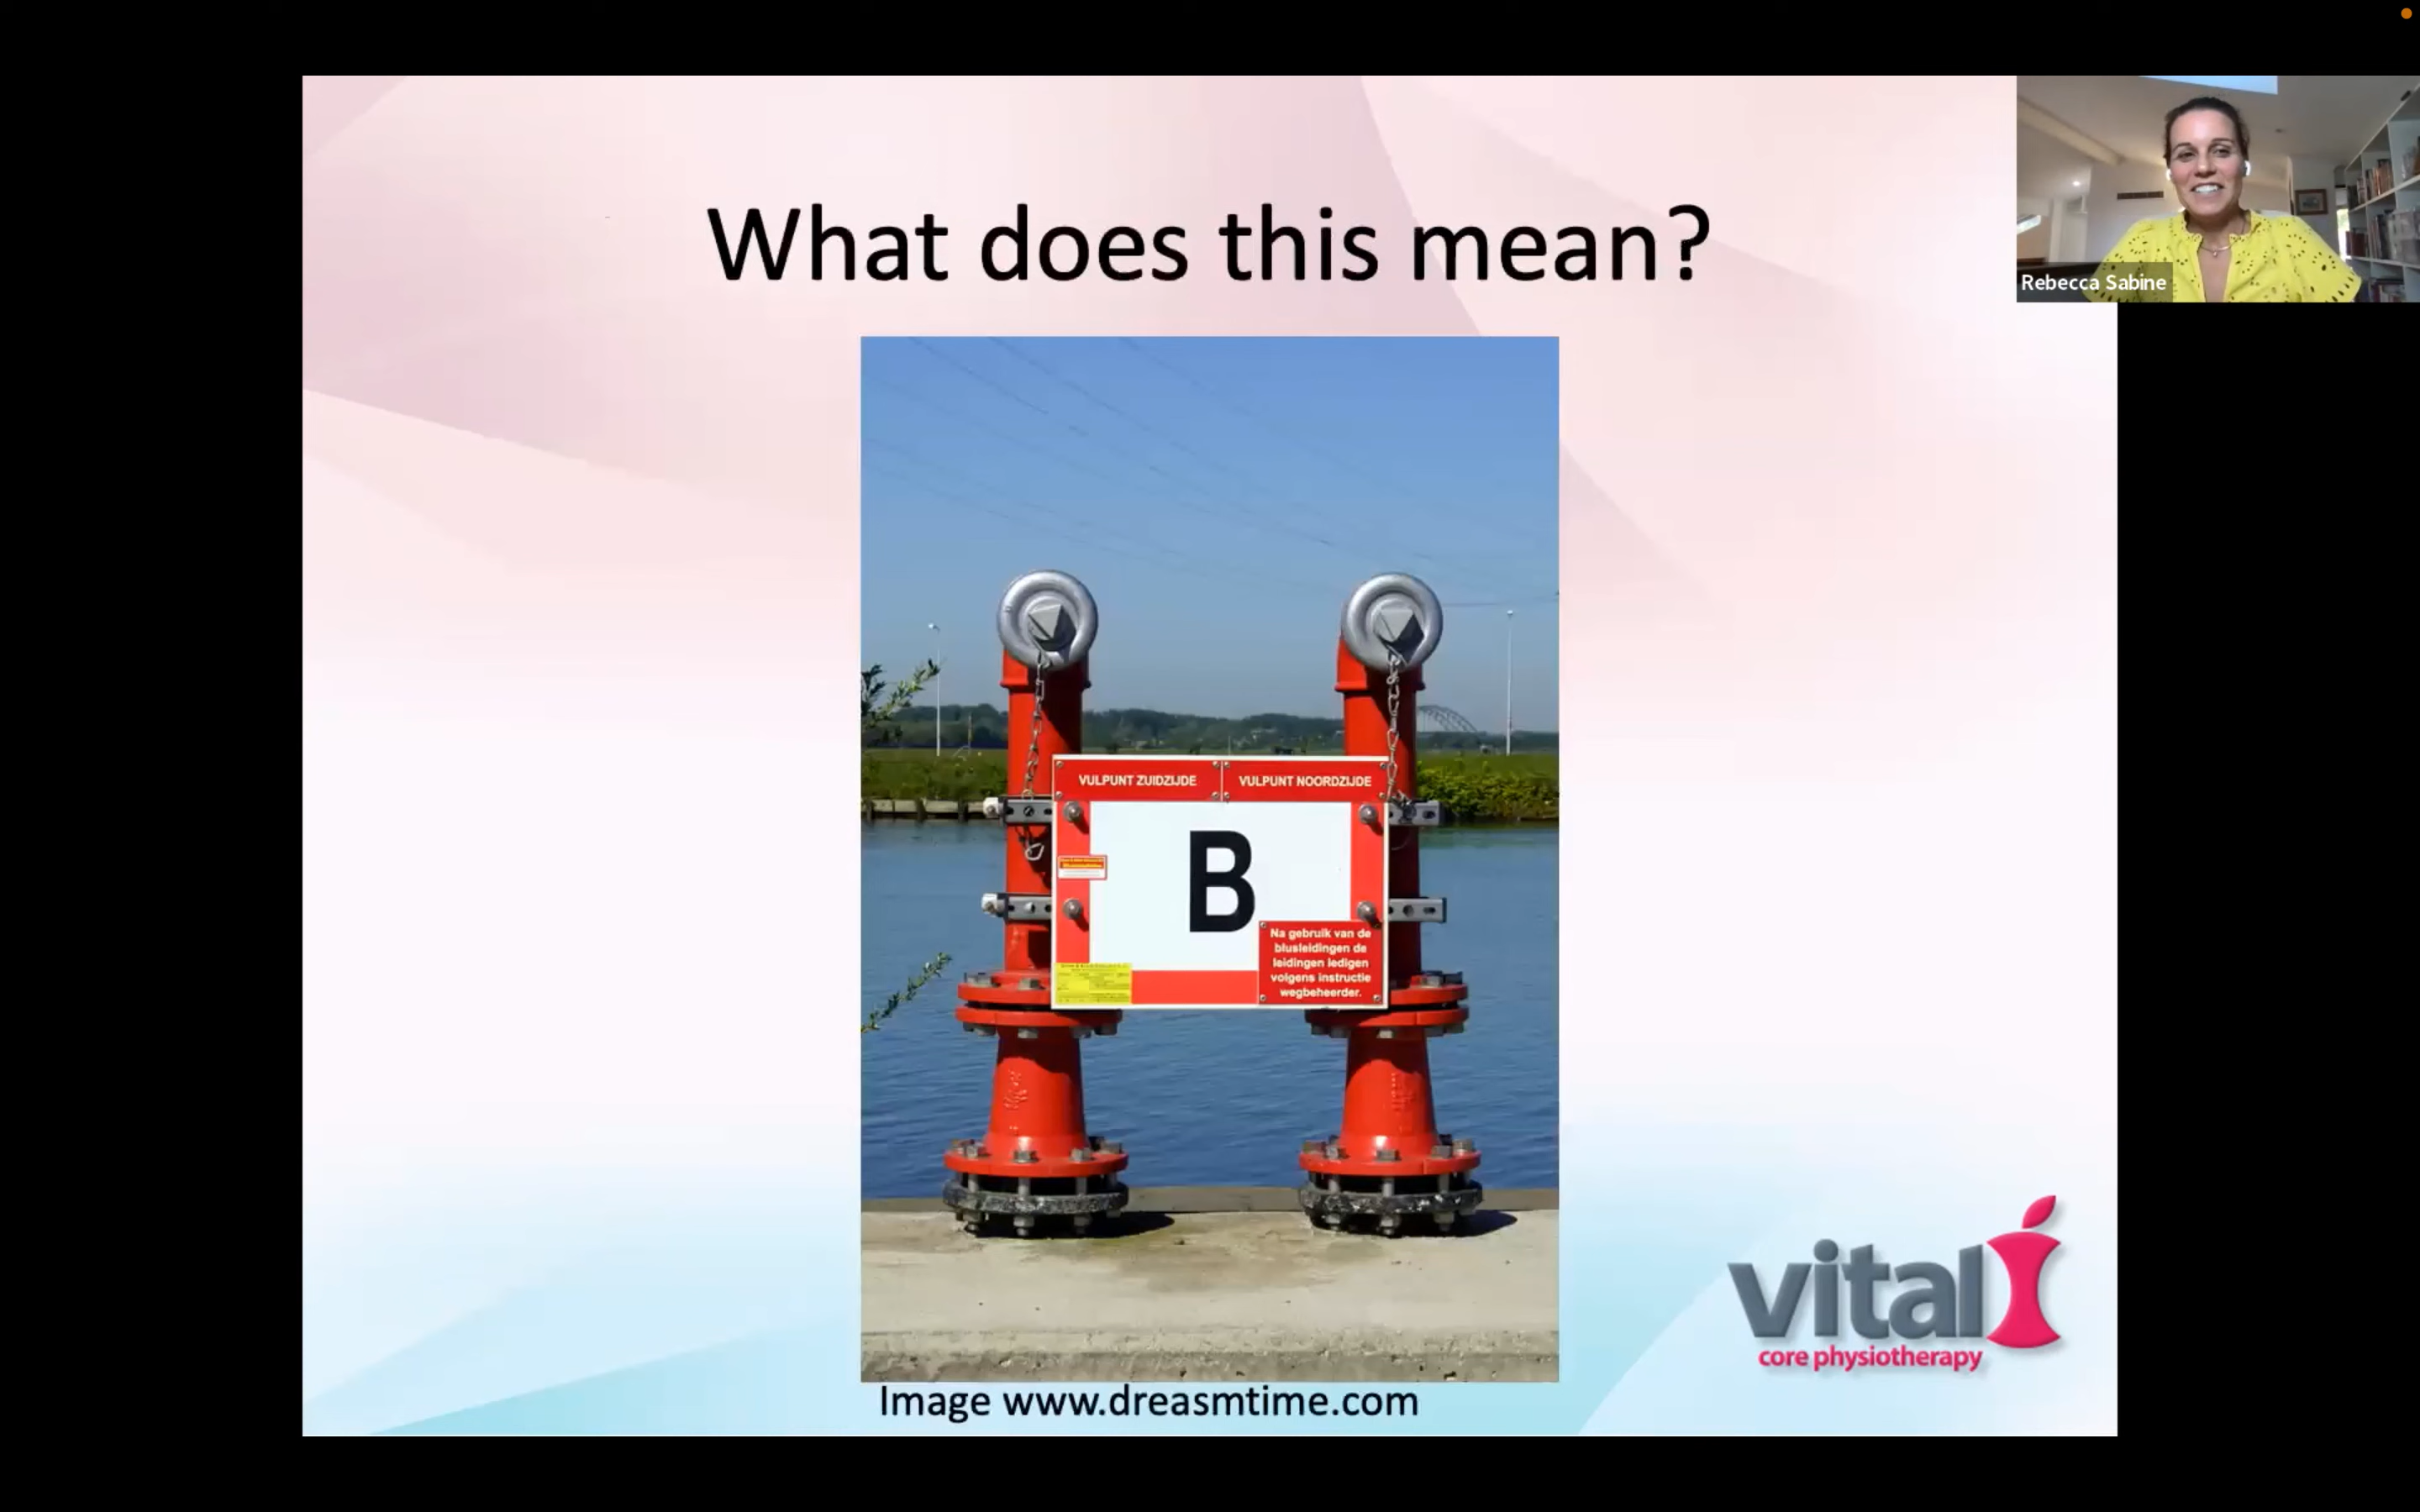 What does this mean?
Rebecca Sabine
VULPUNT ZUIDZIJDE
VULPUNT NOORDZIJDE
B
Na gebruik van de
blusleidingen de
leidingen ledigen
volgens instructie
wegbeheerder.
vital
core physiotherapy
Image www.dreasmtime.com